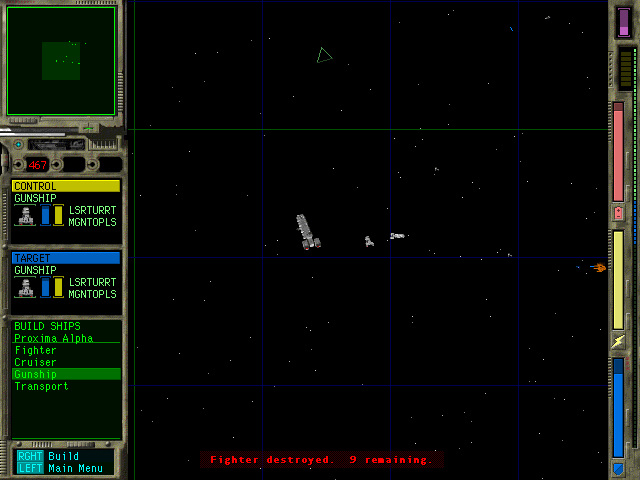 467
CONTROL
GUNSHIP
LSRTURRT
MGNTOPLS
TARGET
GUNSHIP
LSRTURRT
MGNTOPLS
BUILD SHIPS
Proxima Alpha
Fighter
Cruiser
Gunship
Transport
RGHT Build
LEFT Main Menu
Fighter destroyed. 9 remaining.